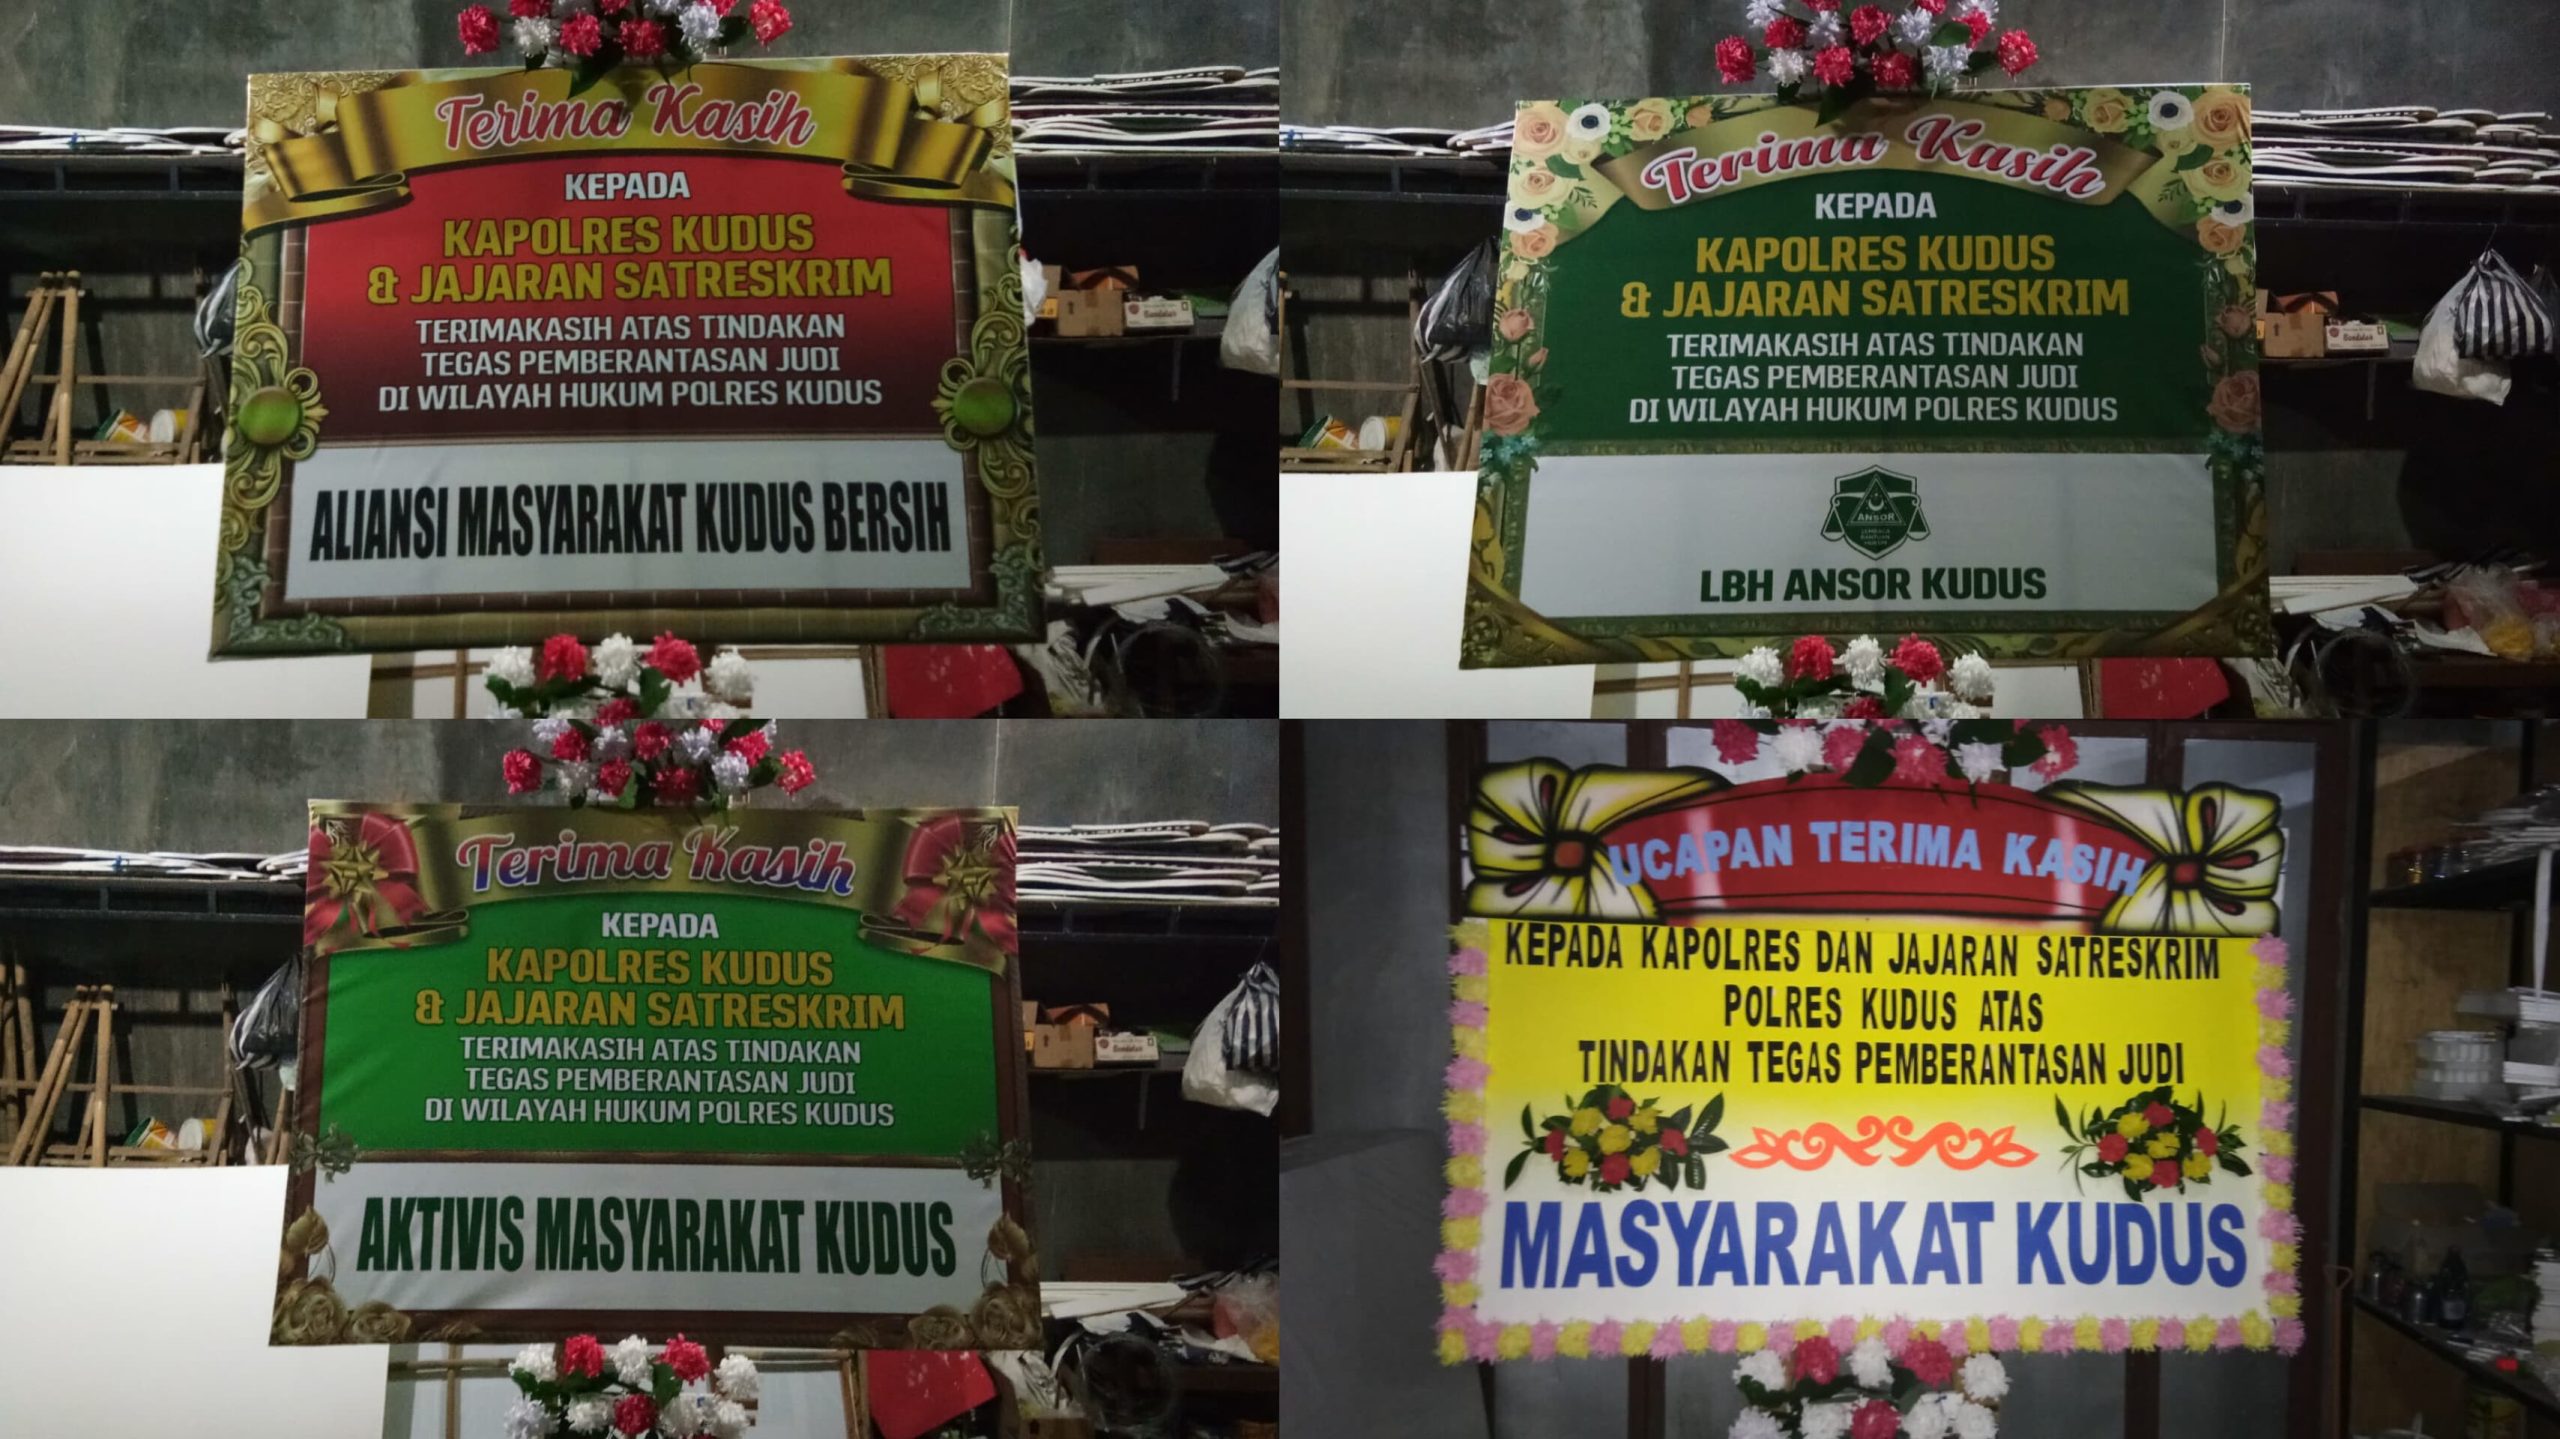 Terima Kasih
KEPADA
KAPOLRES KUDUS
& JAJARAN SATRESKRIM
TERIMAKASIH ATAS TINDAKAN
TEGAS PEMBERANTASAN JUDI
DI WILAYAH HUKUM POLRES KUDUS
ALIANSI MASYARAKAT KUDUS BERSIH
Terima Kasih
KEPADA
KAPOLRES KUDUS
& JAJARAN SATRESKRIM
TERIMAKASIH ATAS TINDAKAN
TEGAS PEMBERANTASAN JUDI
DI WILAYAH HUKUM POLRES KUDUS
ANSOR
LEMBAGA
BANTUAN
HUKUM
LBH ANSOR KUDUS
Terima Kasih
KEPADA
KAPOLRES KUDUS
& JAJARAN SATRESKRIM
TERIMAKASIH ATAS TINDAKAN
TEGAS PEMBERANTASAN JUDI
DI WILAYAH HUKUM POLRES KUDUS
AKTIVIS MASYARAKAT KUDUS
UCAPAN TERIMA KASIH
KEPADA KAPOLRES DAN JAJARAN SATRESKRIM
POLRES KUDUS ATAS
TINDAKAN TEGAS PEMBERANTASAN JUDI
MASYARAKAT KUDUS